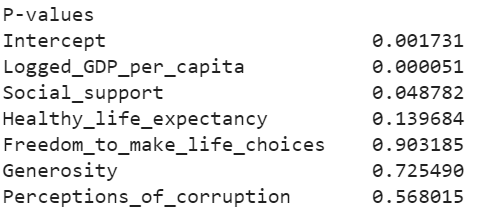 P-values
Intercept 0.001731
Logged_GDP_per_capita 0.000051
Social_support 0.048782
Healthy_life_expectancy 0.139684
Freedom_to_make_life_choices 0.903185
Generosity 0.725490
Perceptions_of_corruption 0.568015